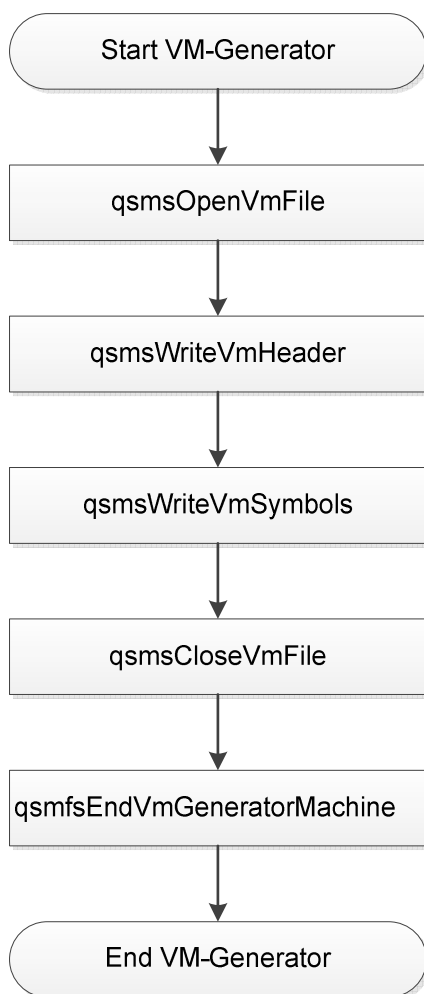 Start VM-Generator
qsmsOpenVmFile
qsmsWriteVmHeader
qsmsWriteVmSymbols
qsmsCloseVmFile
qsmfsEndVmGeneratorMachine
End VM-Generator